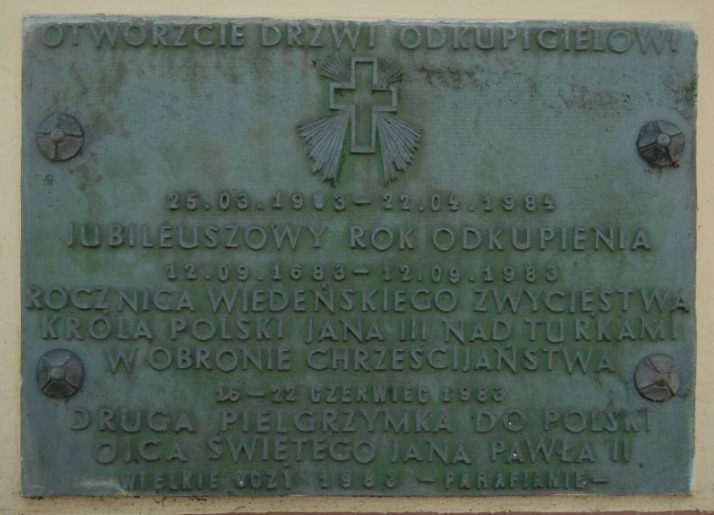 OTWÓRZCIE DRZWI ODKUPICIELOWI
25.03.1983 – 22.04.1984
JUBILEUSZOWY ROK ODKUPIENIA
12.09.1683 – 12.09.1983
ROCZNICA WIEDEŃSKIEGO ZWYCIĘSTWA
KRÓLA POLSKI JANA III NAD TURKAMI
W OBRONIE CHRZEŚCIJAŃSTWA
16 – 22 CZERWIEC 1983
DRUGA PIELGRZYMKA DO POLSKI
OJCA ŚWIĘTEGO JANA PAWŁA II
WIELKIE OCZY 1983 – PARAFIANIE –